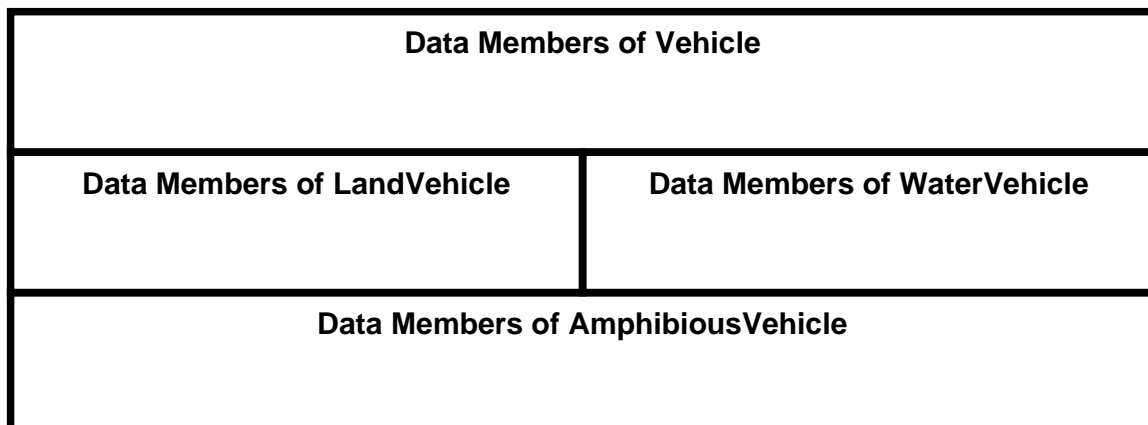 Data Members of Vehicle
Data Members of LandVehicle
Data Members of WaterVehicle
Data Members of AmphibiousVehicle